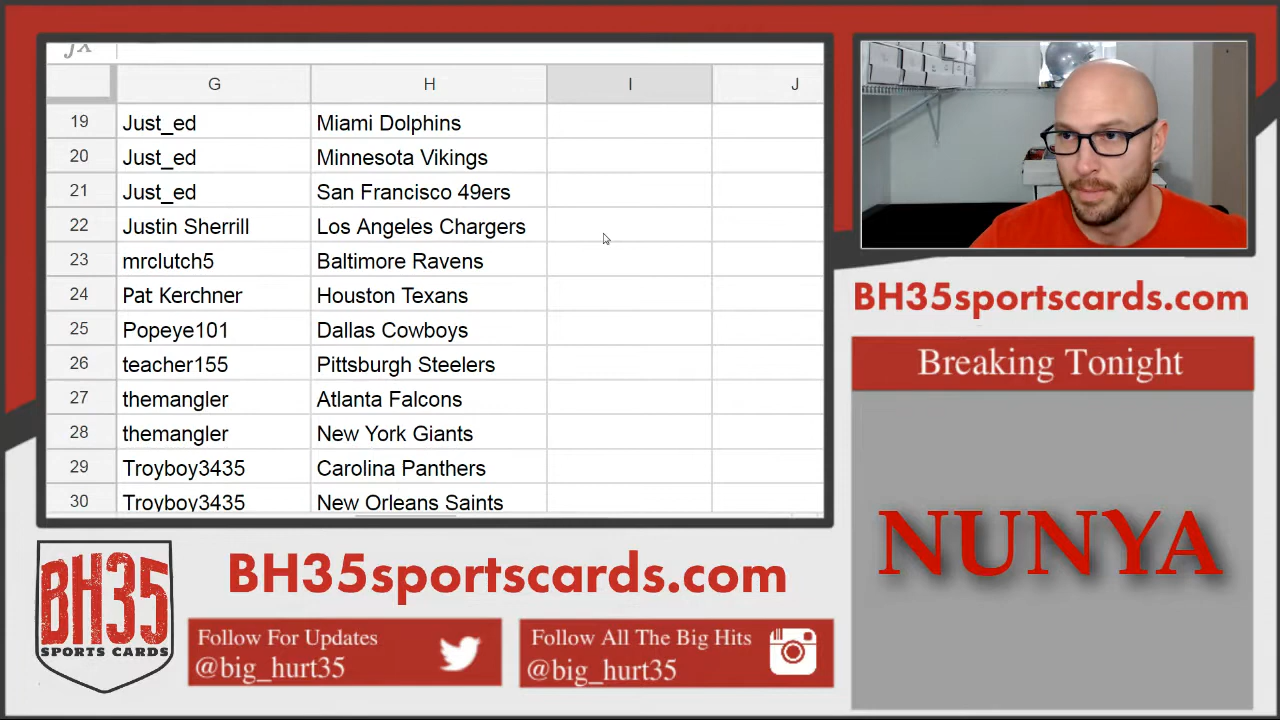 fx
G H I J
19 Just_ed Miami Dolphins
20 Just_ed Minnesota Vikings
21 Just_ed San Francisco 49ers
22 Justin Sherrill Los Angeles Chargers
23 mrclutch5 Baltimore Ravens
24 Pat Kerchner Houston Texans
25 Popeye101 Dallas Cowboys
26 teacher155 Pittsburgh Steelers
27 themangler Atlanta Falcons
28 themangler New York Giants
29 Troyboy3435 Carolina Panthers
30 Troyboy3435 New Orleans Saints
BH35sportscards.com
Breaking Tonight
NUNYA
BH35
SPORTS CARDS
BH35sportscards.com
Follow For Updates
@big_hurt35
Follow All The Big Hits
@big_hurt35